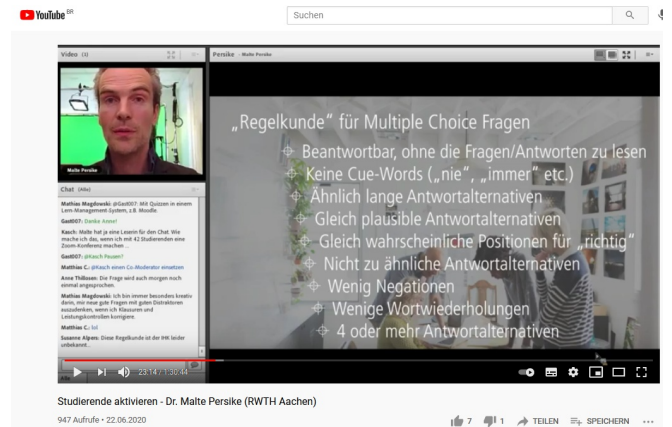 YouTube BR
Suchen
Video (1)
Persike - Malte Persike
Malte Persike
Chat (Alle)
Mathias Magdowski: @Gast007: Mit Quizzen in einem
Lern-Management-System, z.B. Moodle.
Gast007: Danke Anne!
Kasch: Malte hat ja eine Leserin für den Chat. Wie
mache ich das, wenn ich mit 42 Studierenden eine
Zoom-Konferenz machen ...
Gast007: @Kasch Pausen?
Matthias C.: @Kasch einen Co-Moderator einsetzen
Anne Thillosen: Die Frage wird auch morgen noch
einmal angesprochen.
Mathias Magdowski: Ich bin immer besonders kreativ
darin, mir neue gute Fragen mit guten Distraktoren
auszudenken, wenn ich Klausuren und
Leistungskontrollen korrigiere.
Matthias C.: lol
Susanne Alpers: Diese Regelkunde ist der IHK leider
unbekannt...
Alle
„Regelkunde“ für Multiple Choice Fragen
Beantwortbar, ohne die Fragen/Antworten zu lesen
Keine Cue-Words („nie“, „immer“ etc.)
Ähnlich lange Antwortalternativen
Gleich plausible Antwortalternativen
Gleich wahrscheinliche Positionen für „richtig“
Nicht zu ähnliche Antwortalternativen
Wenig Negationen
Wenige Wortwiederholungen
4 oder mehr Antwortalternativen
23:14 / 1:30:44
Studierende aktivieren - Dr. Malte Persike (RWTH Aachen)
947 Aufrufe • 22.06.2020
7 1 TEILEN SPEICHERN